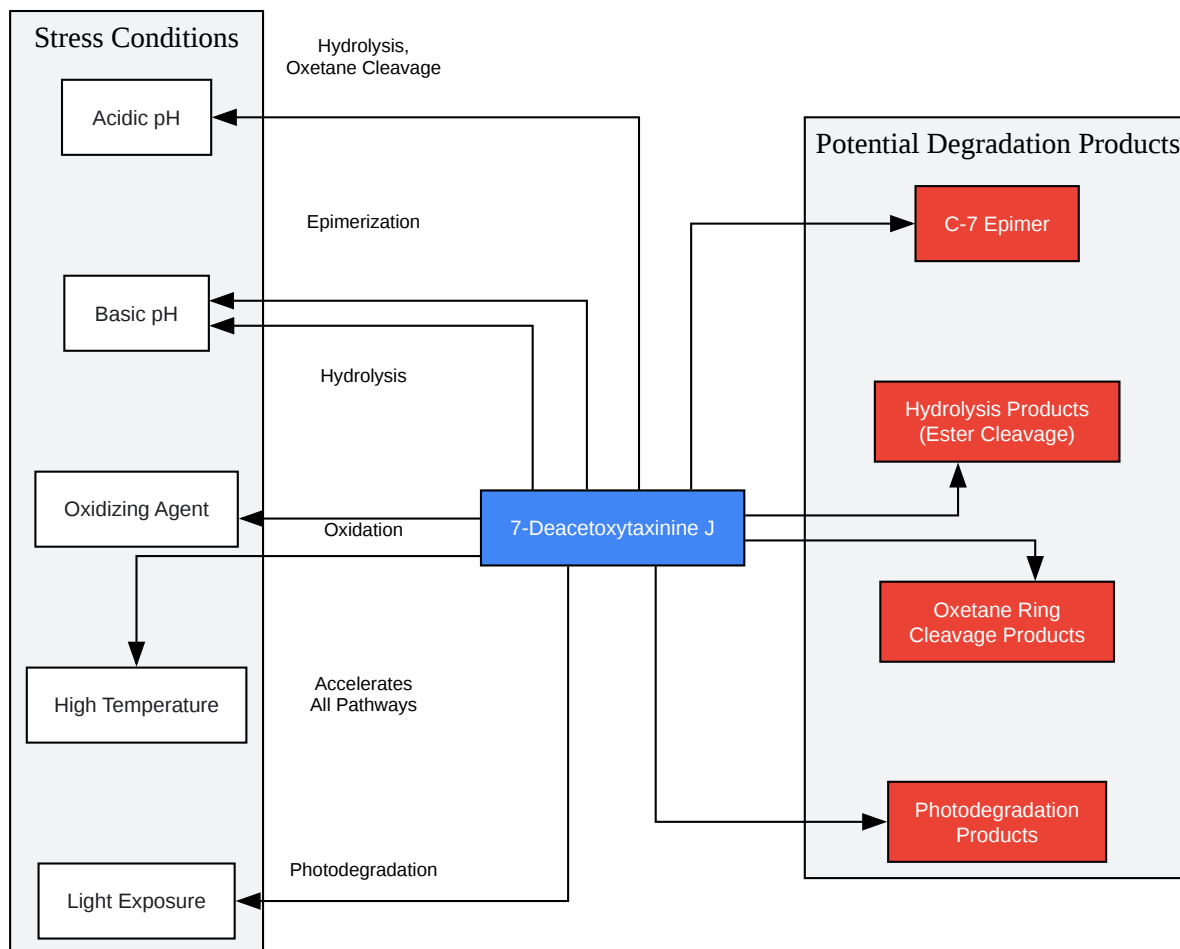 Stress Conditions
Hydrolysis,
Oxetane Cleavage
Acidic pH
Potential Degradation Products
Epimerization
C-7 Epimer
Basic pH
Hydrolysis
Hydrolysis Products
(Ester Cleavage)
Oxidizing Agent
Oxidation
7-Deacetoxytaxinine J
Oxetane Ring
Cleavage Products
High Temperature
Accelerates
All Pathways
Photodegradation
Products
Photodegradation
Light Exposure